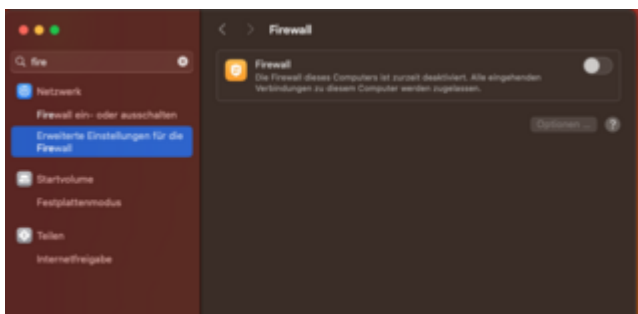 Firewall
fire
Firewall
Die Firewall dieses Computers ist zurzeit deaktiviert. Alle eingehenden
Verbindungen zu diesem Computer werden zugelassen.
Optionen ...
?
Netzwerk
Firewall ein- oder ausschalten
Erweiterte Einstellungen für die
Firewall
Startvolume
Festplattenmodus
Teilen
Internetfreigabe